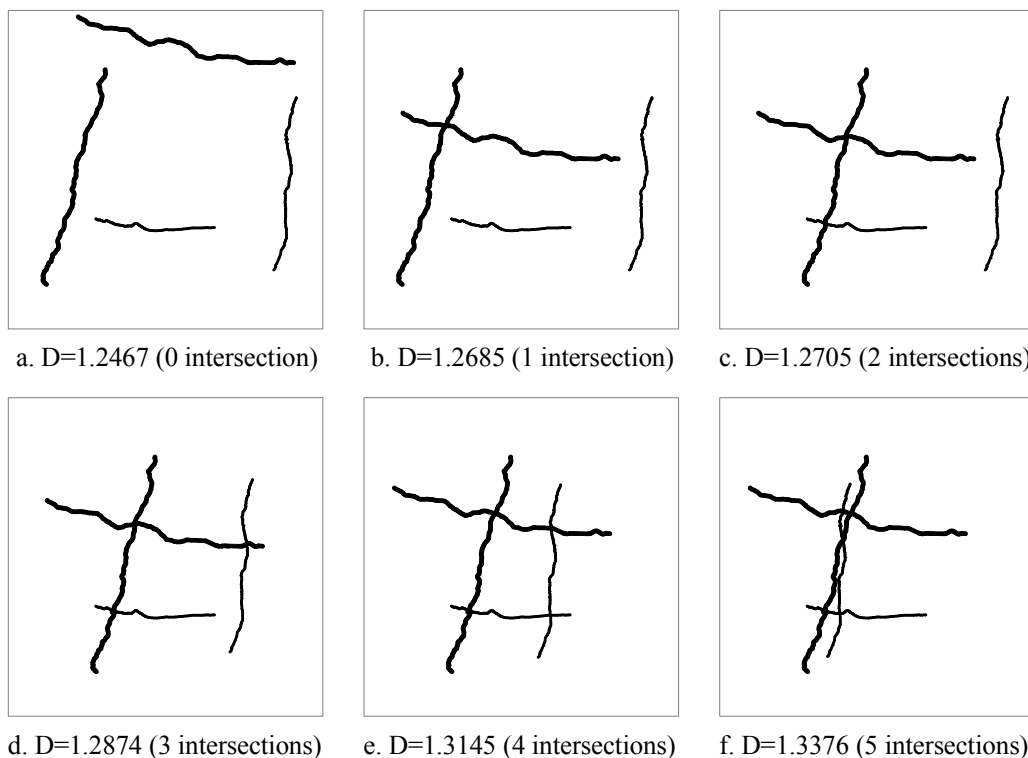 a. D=1.2467 (0 intersection)
b. D=1.2685 (1 intersection)
c. D=1.2705 (2 intersections)
d. D=1.2874 (3 intersections)
e. D=1.3145 (4 intersections)
f. D=1.3376 (5 intersections)